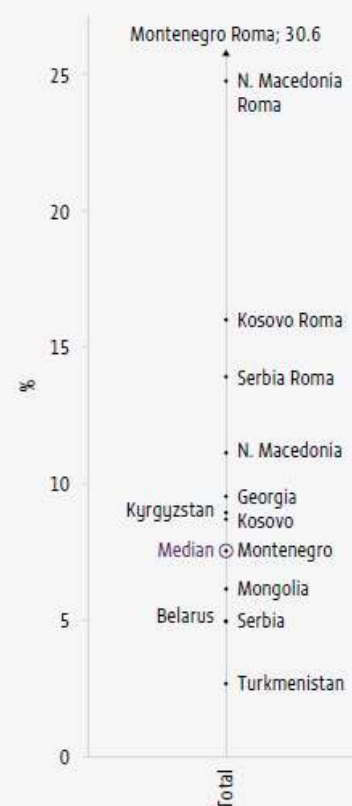 Montenegro Roma; 30.6
25
N. Macedonia
Roma
20
Kosovo Roma
15
Serbia Roma
%
N. Macedonia
10
Georgia
Kyrgyzstan
Kosovo
Median
Montenegro
Mongolia
Belarus
5
Serbia
Turkmenistan
0
Total